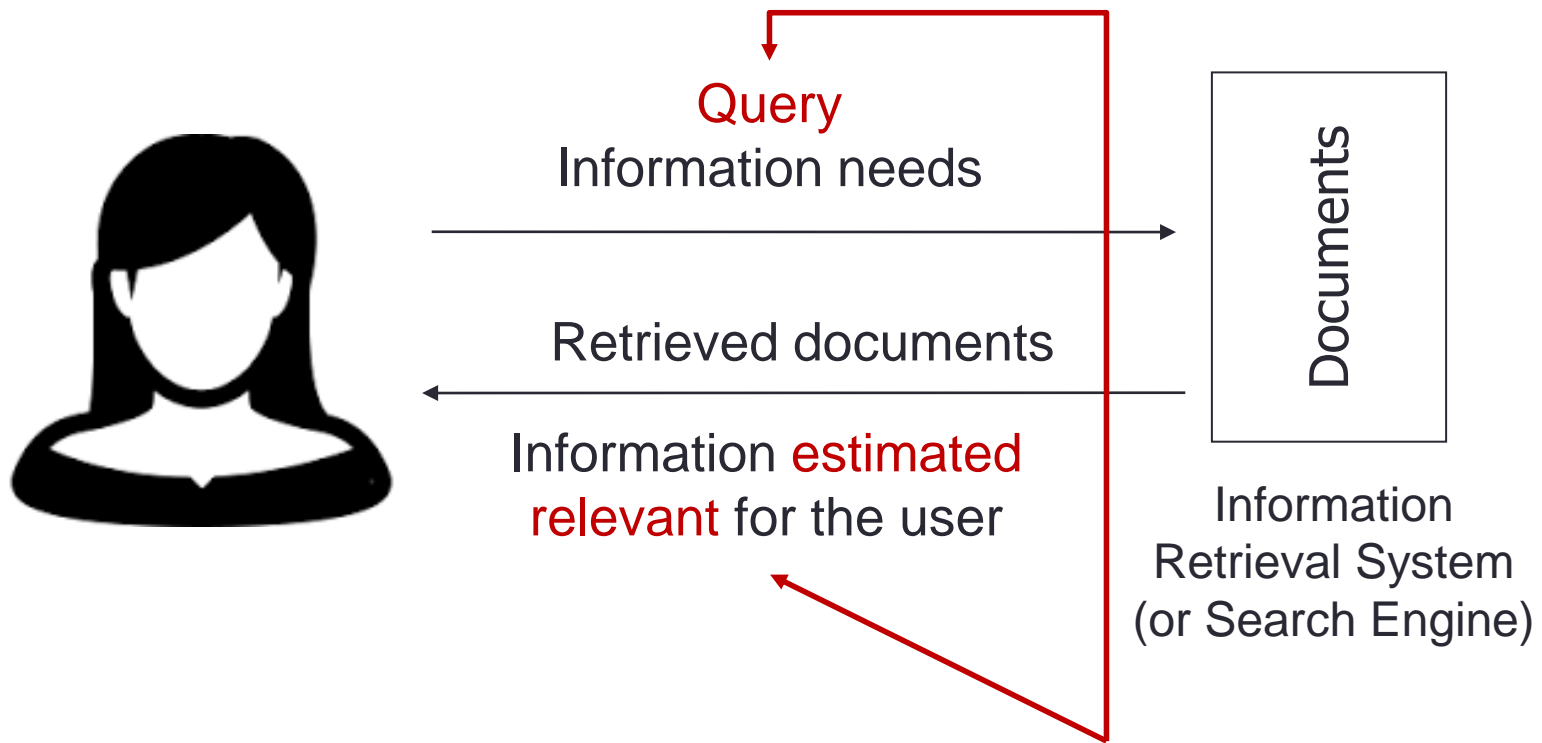 Query
Information needs
Retrieved documents
Information estimated
relevant for the user
Documents
Information
Retrieval System
(or Search Engine)